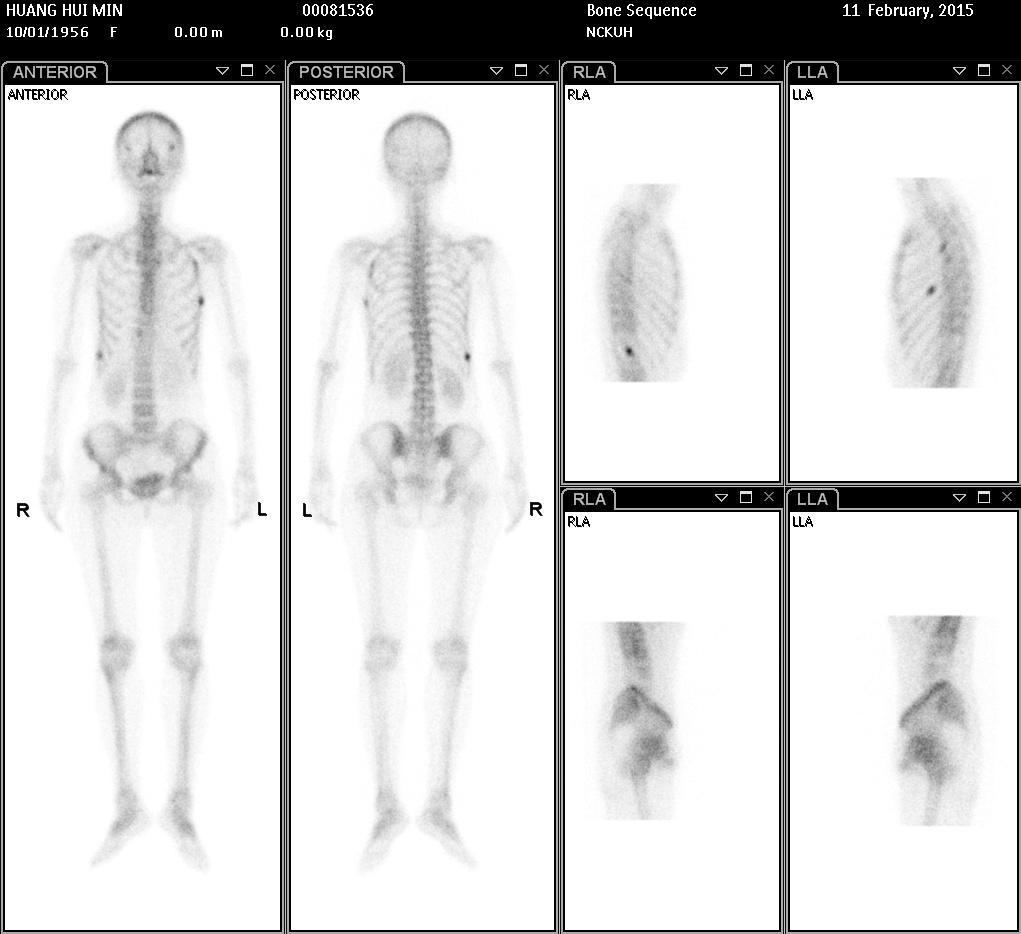 HUANG HUI MIN 00081536 Bone Sequence 11 February, 2015
10/01/1956 F 0.00 m 0.00 kg NCKUH
ANTERIOR POSTERIOR RLA LLA
ANTERIOR POSTERIOR RLA LLA
R L L R
RLA LLA
RLA LLA